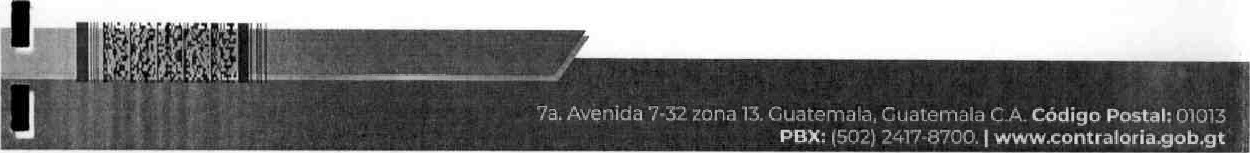 7a. Avenida 7-32 zona 13. Guatemala, Guatemala C.A. Código Postal: 01013
PBX: (502) 2417-8700. | www.contraloria.gob.gt